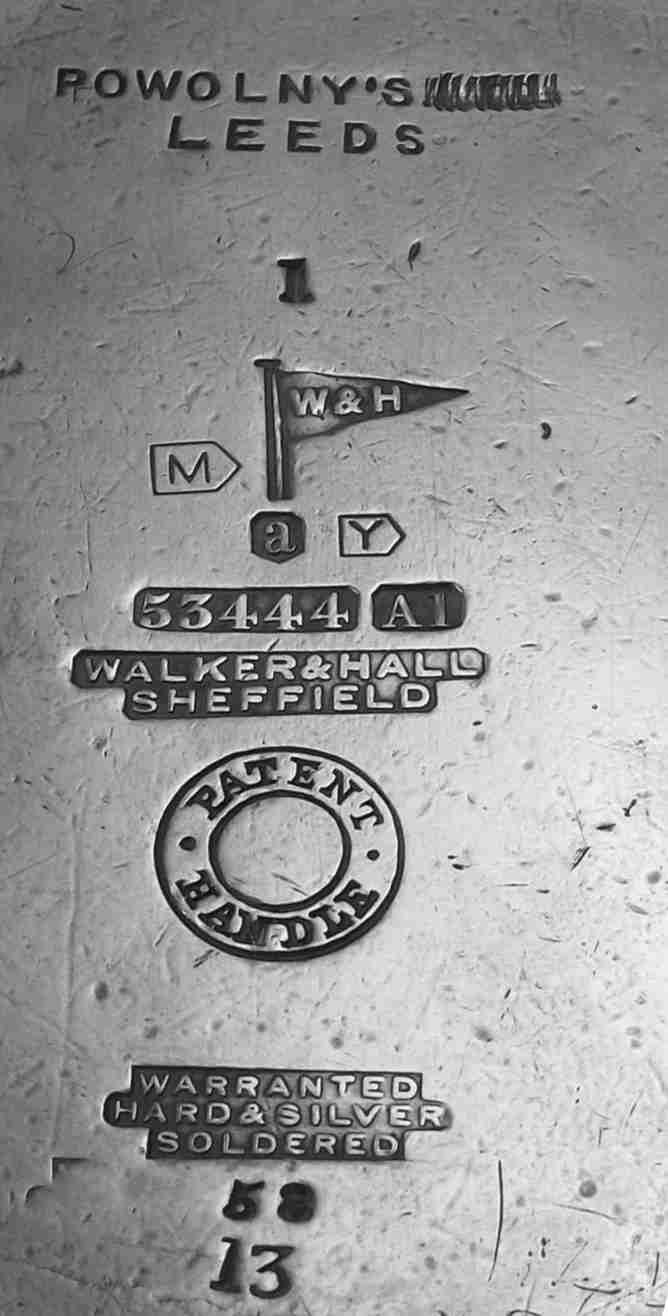 POWOLNY'S
LEEDS
1
W&H
M
a Y
53444 A1
WALKER&HALL
SHEFFIELD
PATENT
HANDLE
WARRANTED
HARD&SILVER
SOLDERED
58
13